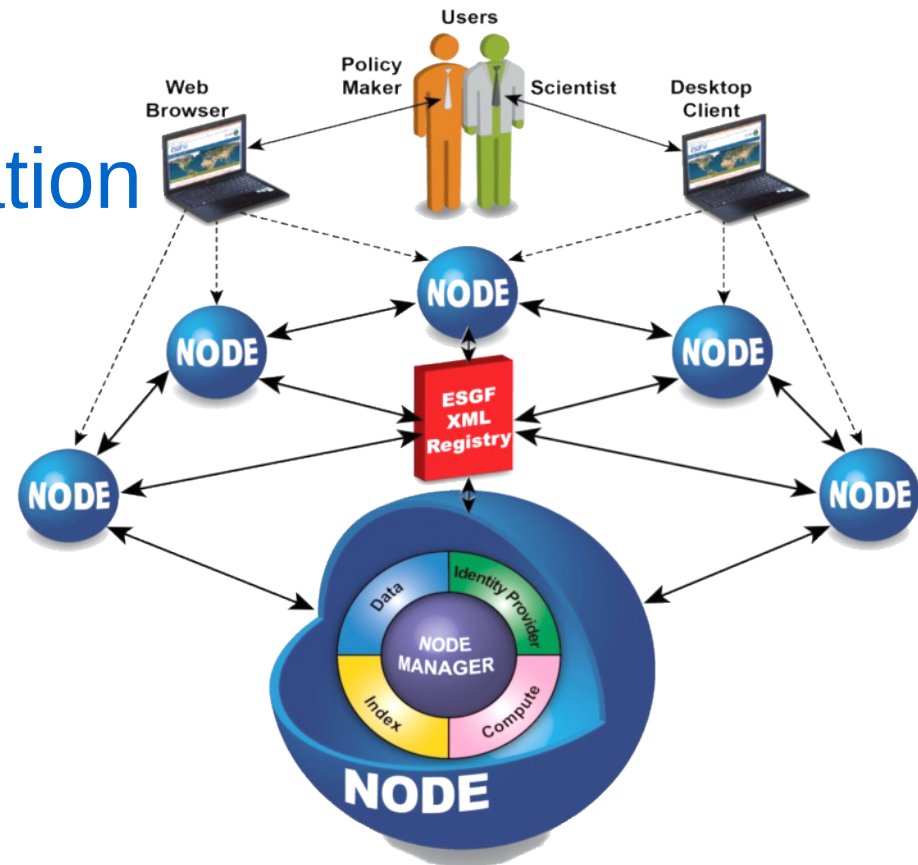 Users
Policy
Maker
Scientist
Web
Browser
Desktop
Client
ation
NODE
NODE
NODE
ESGF
XML
Registry
NODE
NODE
Data
Identity Provider
NODE
MANAGER
Index
Compute
NODE